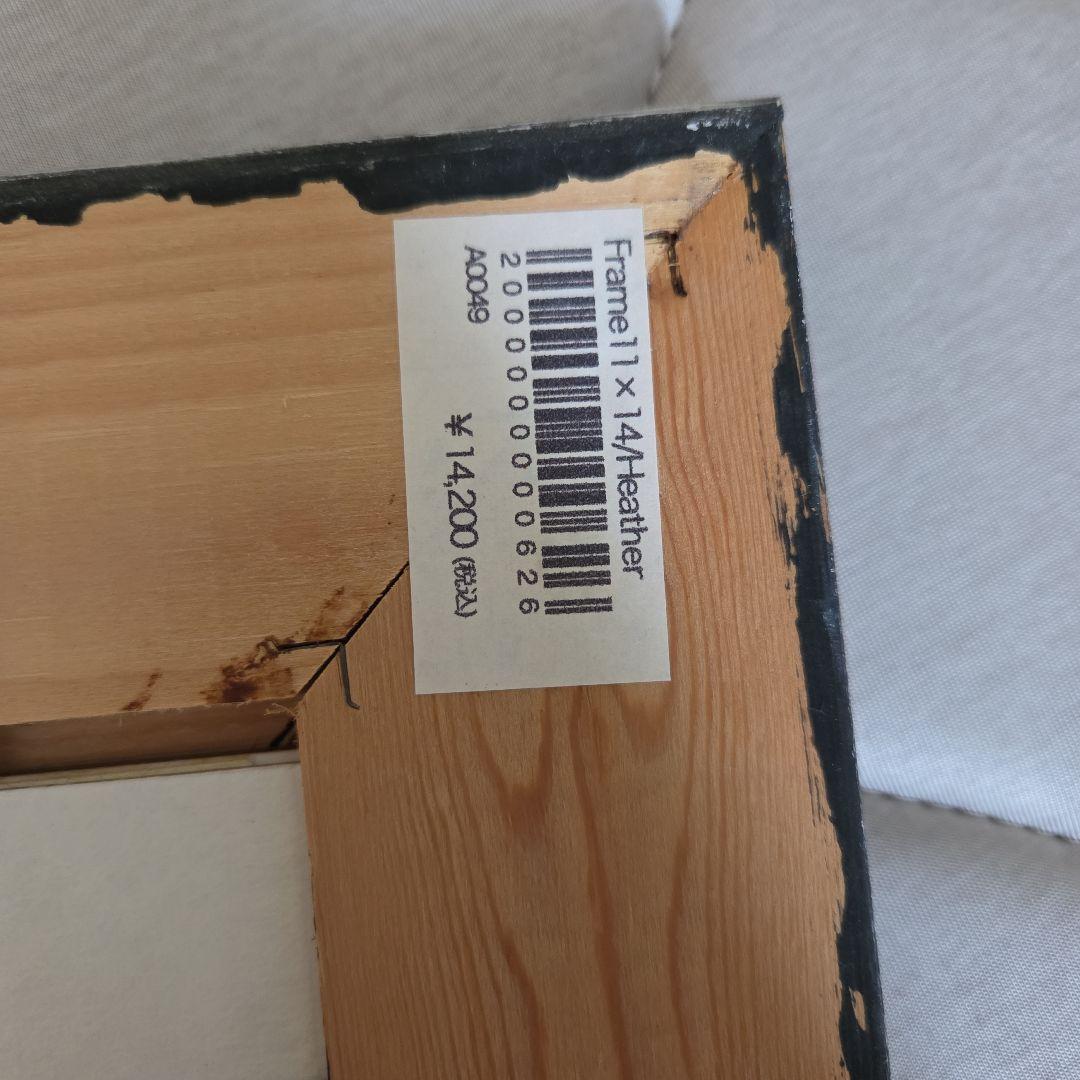 Frame11×14/Heather
2000000000626
A0049
¥14,200(税込)